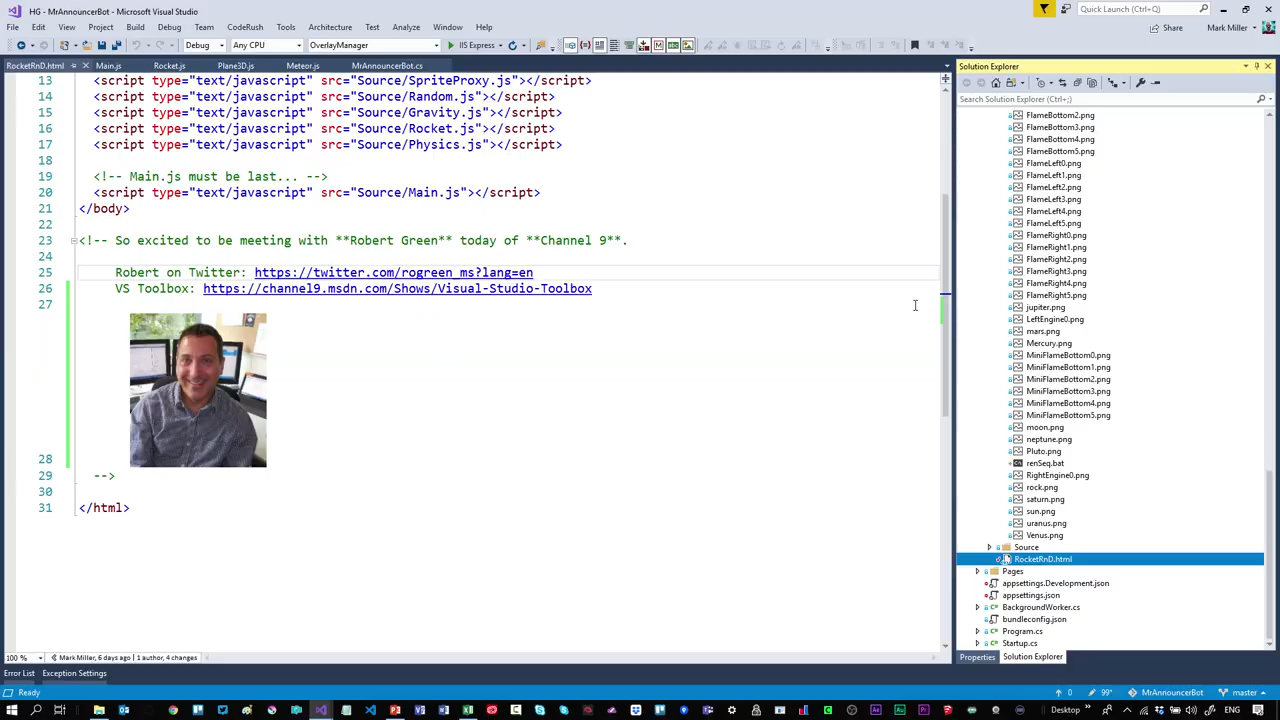 HG - MrAnnouncerBot - Microsoft Visual Studio
Quick Launch (Ctrl+Q)
File Edit View Project Build Debug Team CodeRush Tools Architecture Test Analyze Window Help
Share Mark Miller
Debug Any CPU OverlayManager IIS Express
RocketRnD.html Main.js Rocket.js Plane3D.js Meteor.js MrAnnouncerBot.cs
13 <script type="text/javascript" src="Source/SpriteProxy.js"></script>
14 <script type="text/javascript" src="Source/Random.js"></script>
15 <script type="text/javascript" src="Source/Gravity.js"></script>
16 <script type="text/javascript" src="Source/Rocket.js"></script>
17 <script type="text/javascript" src="Source/Physics.js"></script>
18
19 <!-- Main.js must be last... -->
20 <script type="text/javascript" src="Source/Main.js"></script>
21 </body>
22
23 <!-- So excited to be meeting with **Robert Green** today of **Channel 9**.
24
25 Robert on Twitter: https://twitter.com/rogreen_ms?lang=en
26 VS Toolbox: https://channel9.msdn.com/Shows/Visual-Studio-Toolbox
27
28
29 -->
30
31 </html>
100 % Mark Miller, 6 days ago | 1 author, 4 changes
Error List Exception Settings
Solution Explorer
Search Solution Explorer (Ctrl+;)
FlameBottom2.png
FlameBottom3.png
FlameBottom4.png
FlameBottom5.png
FlameLeft0.png
FlameLeft1.png
FlameLeft2.png
FlameLeft3.png
FlameLeft4.png
FlameLeft5.png
FlameRight0.png
FlameRight1.png
FlameRight2.png
FlameRight3.png
FlameRight4.png
FlameRight5.png
jupiter.png
LeftEngine0.png
mars.png
Mercury.png
MiniFlameBottom0.png
MiniFlameBottom1.png
MiniFlameBottom2.png
MiniFlameBottom3.png
MiniFlameBottom4.png
MiniFlameBottom5.png
moon.png
neptune.png
Pluto.png
renSeq.bat
RightEngine0.png
rock.png
saturn.png
sun.png
uranus.png
Venus.png
Source
RocketRnD.html
Pages
appsettings.Development.json
appsettings.json
BackgroundWorker.cs
bundleconfig.json
Program.cs
Startup.cs
Properties Solution Explorer
Ready 0 99* MrAnnouncerBot master
Desktop ENG